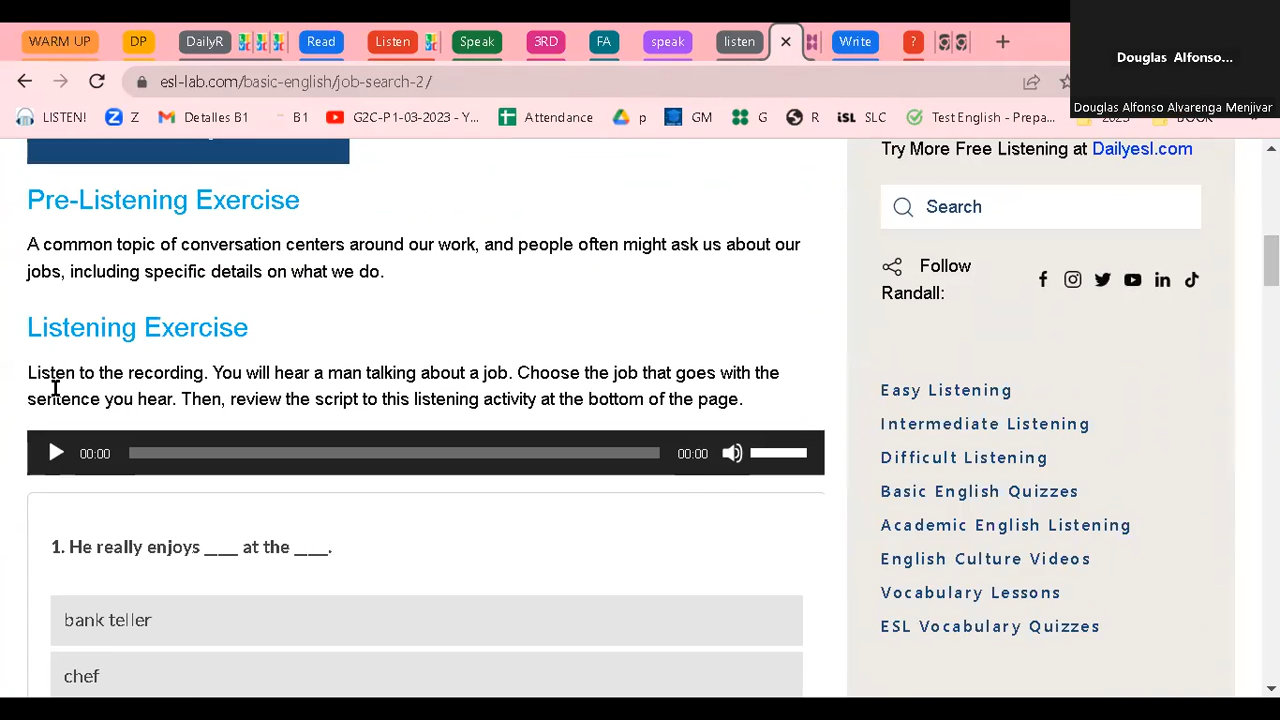 WARM UP DP DailyR Read Listen Speak 3RD FA speak listen Write ?
esl-lab.com/basic-english/job-search-2/
Douglas Alfonso...
Douglas Alfonso Alvarenga Menjivar
LISTEN! Z Detalles B1 B1 G2C-P1-03-2023 - Y... Attendance p GM G R SLC Test English - Prepa...
Try More Free Listening at Dailyesl.com
Search
Follow
Randall:
Pre-Listening Exercise
A common topic of conversation centers around our work, and people often might ask us about our
jobs, including specific details on what we do.
Listening Exercise
Listen to the recording. You will hear a man talking about a job. Choose the job that goes with the
sentence you hear. Then, review the script to this listening activity at the bottom of the page.
00:00 00:00
1. He really enjoys ____ at the ____.
bank teller
chef
Easy Listening
Intermediate Listening
Difficult Listening
Basic English Quizzes
Academic English Listening
English Culture Videos
Vocabulary Lessons
ESL Vocabulary Quizzes